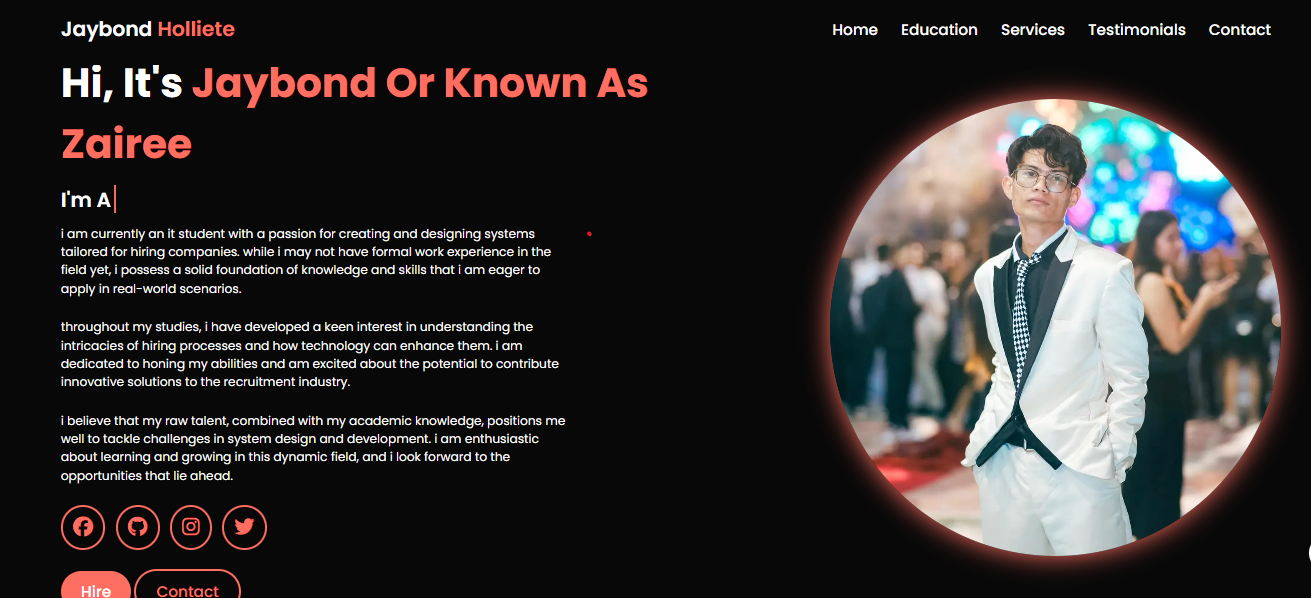 Jaybond Holliete
Home Education Services Testimonials Contact
Hi, It's Jaybond Or Known As
Zairee
I'm A
i am currently an it student with a passion for creating and designing systems
tailored for hiring companies. while i may not have formal work experience in the
field yet, i possess a solid foundation of knowledge and skills that i am eager to
apply in real-world scenarios.
throughout my studies, i have developed a keen interest in understanding the
intricacies of hiring processes and how technology can enhance them. i am
dedicated to honing my abilities and am excited about the potential to contribute
innovative solutions to the recruitment industry.
i believe that my raw talent, combined with my academic knowledge, positions me
well to tackle challenges in system design and development. i am enthusiastic
about learning and growing in this dynamic field, and i look forward to the
opportunities that lie ahead.
Hire Contact